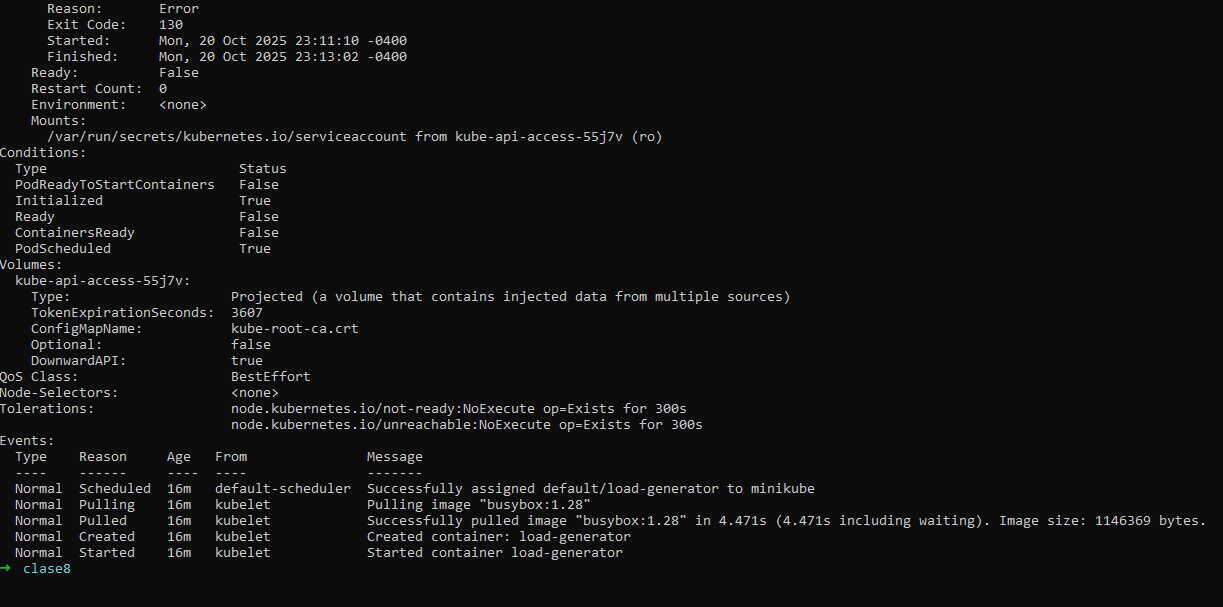 Reason:       Error
Exit Code:    130
Started:      Mon, 20 Oct 2025 23:11:10 -0400
Finished:     Mon, 20 Oct 2025 23:13:02 -0400
Ready:          False
Restart Count:  0
Environment:    <none>
Mounts:
/var/run/secrets/kubernetes.io/serviceaccount from kube-api-access-55j7v (ro)
Conditions:
Type                        Status
PodReadyToStartContainers   False
Initialized                 True
Ready                       False
ContainersReady             False
PodScheduled                True
Volumes:
kube-api-access-55j7v:
Type:                    Projected (a volume that contains injected data from multiple sources)
TokenExpirationSeconds:  3607
ConfigMapName:           kube-root-ca.crt
Optional:                false
DownwardAPI:             true
QoS Class:                   BestEffort
Node-Selectors:              <none>
Tolerations:                 node.kubernetes.io/not-ready:NoExecute op=Exists for 300s
node.kubernetes.io/unreachable:NoExecute op=Exists for 300s
Events:
Type    Reason     Age   From               Message
----    ------     ----  ----               -------
Normal  Scheduled  16m   default-scheduler  Successfully assigned default/load-generator to minikube
Normal  Pulling    16m   kubelet            Pulling image "busybox:1.28"
Normal  Pulled     16m   kubelet            Successfully pulled image "busybox:1.28" in 4.471s (4.471s including waiting). Image size: 1146369 bytes.
Normal  Created    16m   kubelet            Created container: load-generator
Normal  Started    16m   kubelet            Started container load-generator
→  clase8